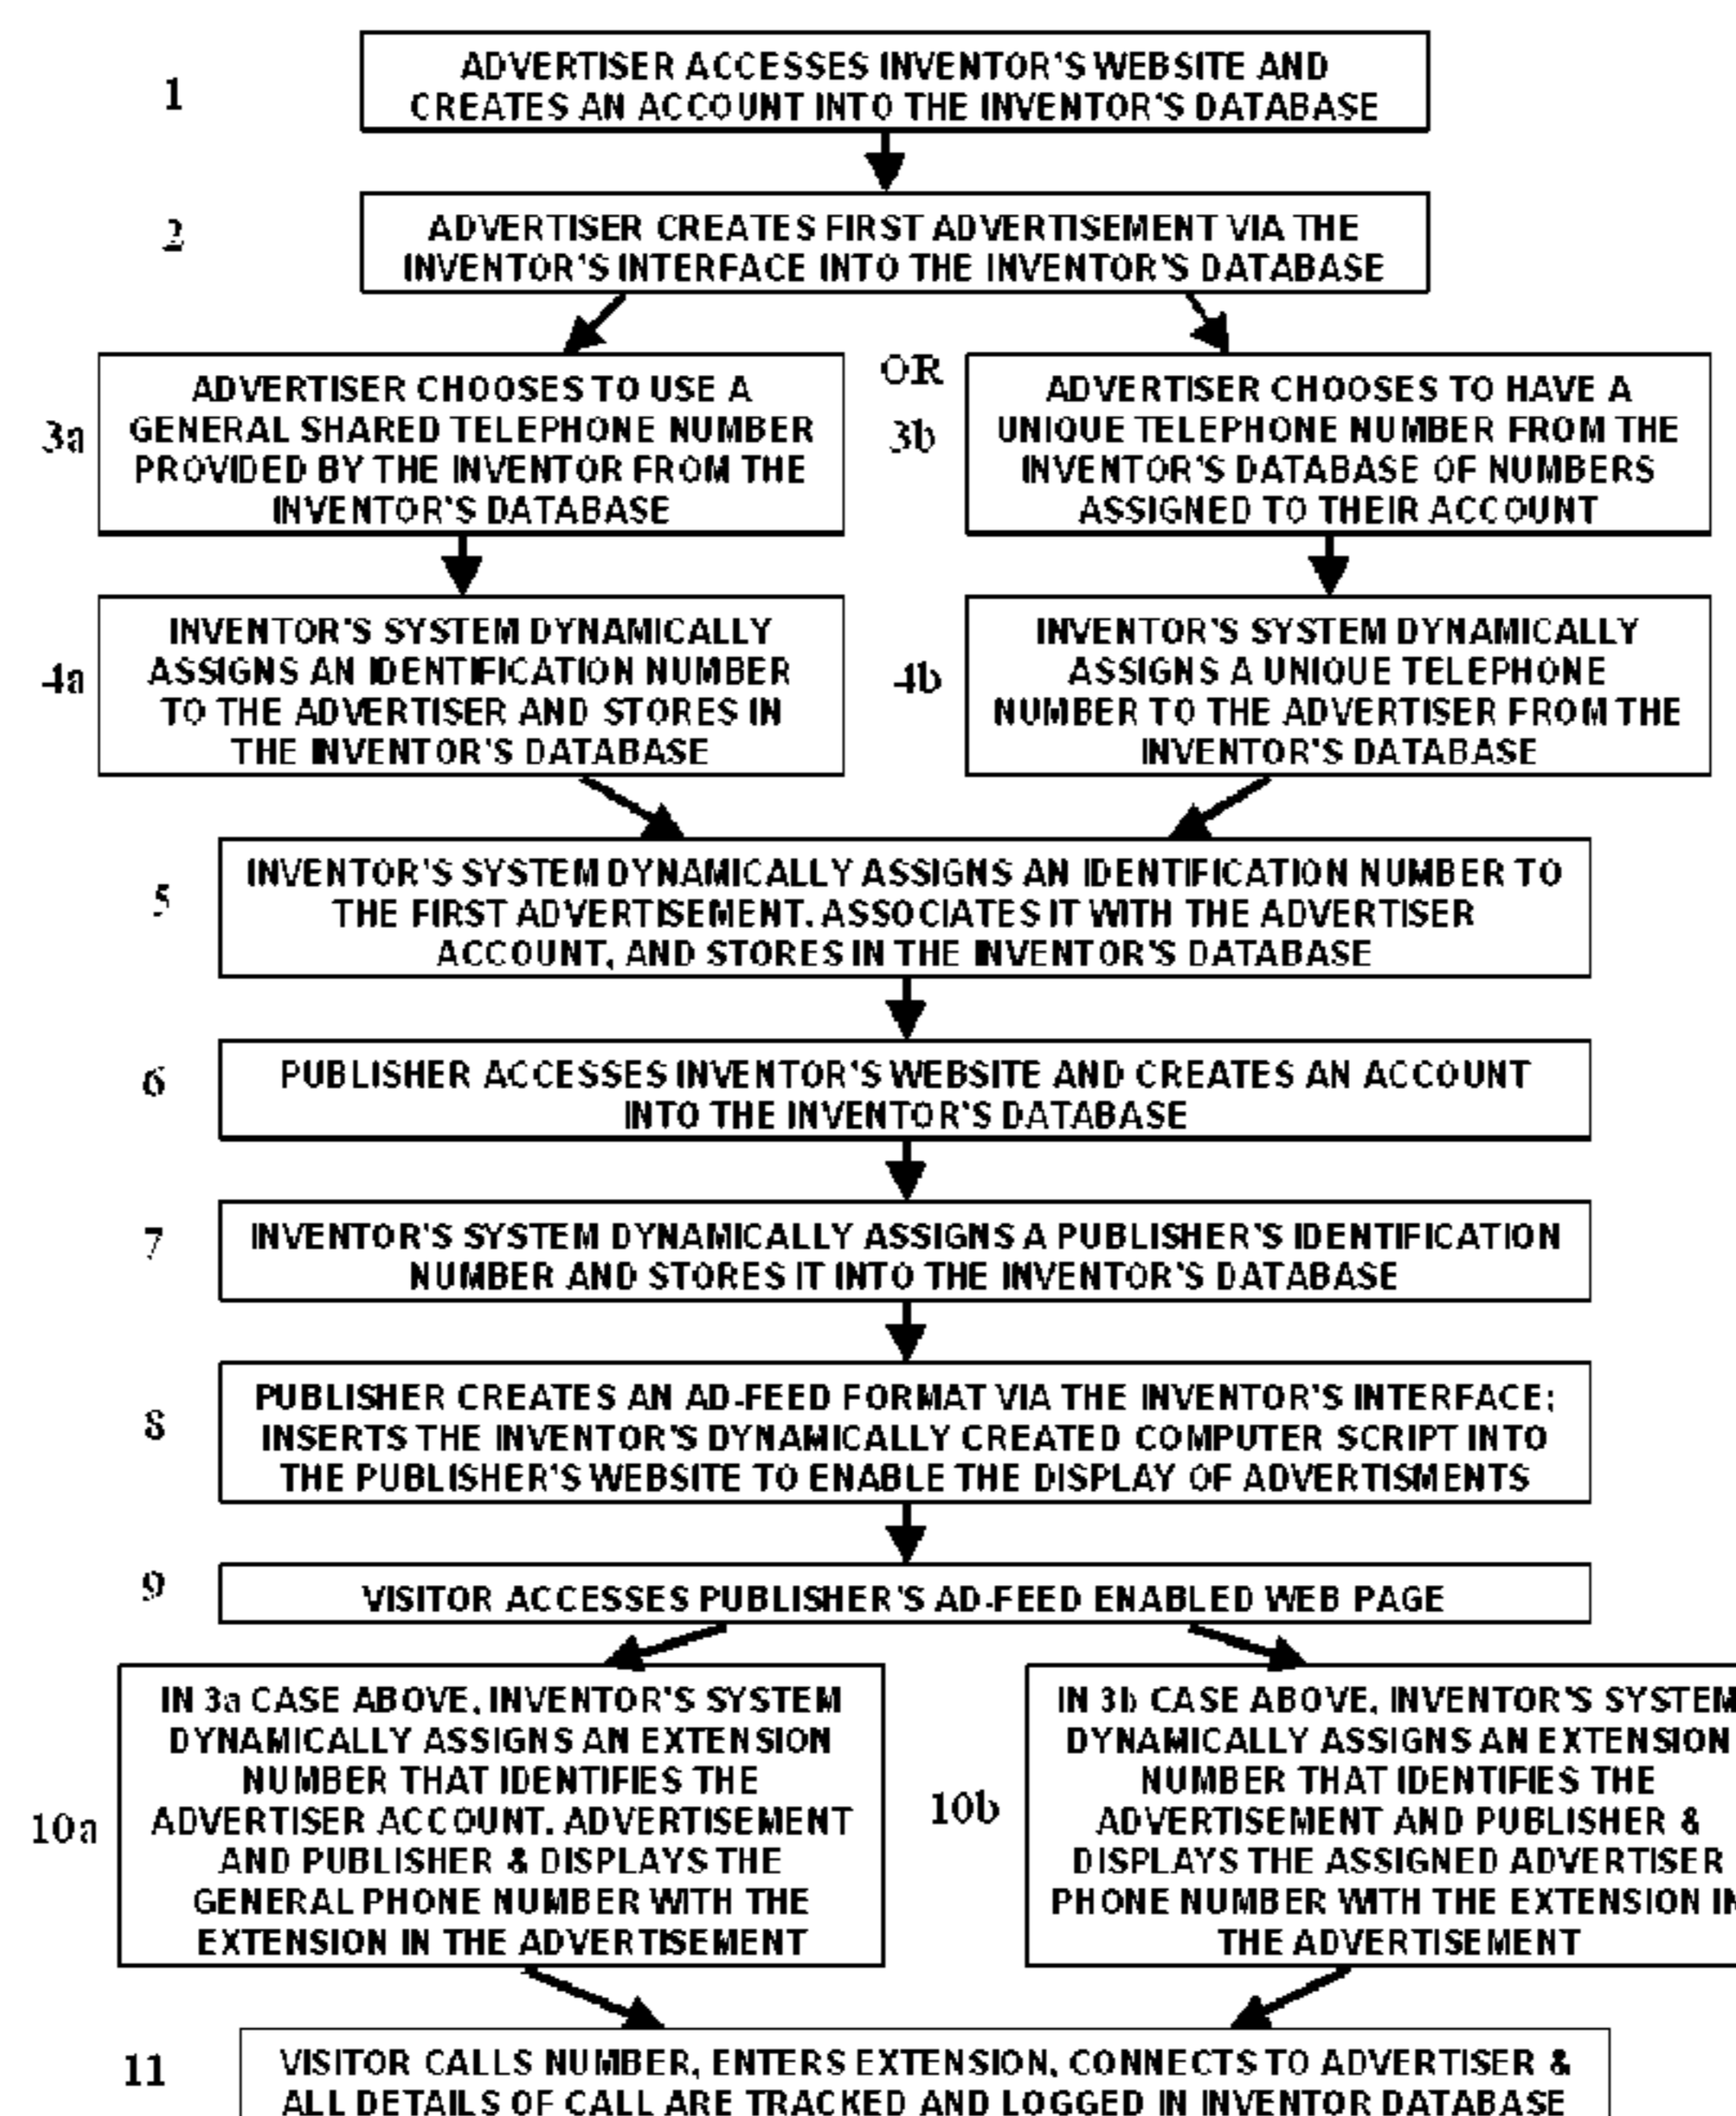 1
ADVERTISER ACCESSES INVENTOR'S WEBSITE AND
CREATES AN ACCOUNT INTO THE INVENTOR'S DATABASE
2
ADVERTISER CREATES FIRST ADVERTISEMENT VIA THE
INVENTOR'S INTERFACE INTO THE INVENTOR'S DATABASE
3a
ADVERTISER CHOOSES TO USE A
GENERAL SHARED TELEPHONE NUMBER
PROVIDED BY THE INVENTOR FROM THE
INVENTOR'S DATABASE
OR
3b
ADVERTISER CHOOSES TO HAVE A
UNIQUE TELEPHONE NUMBER FROM THE
INVENTOR'S DATABASE OF NUMBERS
ASSIGNED TO THEIR ACCOUNT
4a
INVENTOR'S SYSTEM DYNAMICALLY
ASSIGNS AN IDENTIFICATION NUMBER
TO THE ADVERTISER AND STORES IN
THE INVENTOR'S DATABASE
4b
INVENTOR'S SYSTEM DYNAMICALLY
ASSIGNS A UNIQUE TELEPHONE
NUMBER TO THE ADVERTISER FROM THE
INVENTOR'S DATABASE
5
INVENTOR'S SYSTEM DYNAMICALLY ASSIGNS AN IDENTIFICATION NUMBER TO
THE FIRST ADVERTISEMENT, ASSOCIATES IT WITH THE ADVERTISER
ACCOUNT, AND STORES IN THE INVENTOR'S DATABASE
6
PUBLISHER ACCESSES INVENTOR'S WEBSITE AND CREATES AN ACCOUNT
INTO THE INVENTOR'S DATABASE
7
INVENTOR'S SYSTEM DYNAMICALLY ASSIGNS A PUBLISHER'S IDENTIFICATION
NUMBER AND STORES IT INTO THE INVENTOR'S DATABASE
8
PUBLISHER CREATES AN AD-FEED FORMAT VIA THE INVENTOR'S INTERFACE;
INSERTS THE INVENTOR'S DYNAMICALLY CREATED COMPUTER SCRIPT INTO
THE PUBLISHER'S WEBSITE TO ENABLE THE DISPLAY OF ADVERTISMENTS
9
VISITOR ACCESSES PUBLISHER'S AD-FEED ENABLED WEB PAGE
10a
IN 3a CASE ABOVE, INVENTOR'S SYSTEM
DYNAMICALLY ASSIGNS AN EXTENSION
NUMBER THAT IDENTIFIES THE
ADVERTISER ACCOUNT, ADVERTISEMENT
AND PUBLISHER & DISPLAYS THE
GENERAL PHONE NUMBER WITH THE
EXTENSION IN THE ADVERTISEMENT
10b
IN 3b CASE ABOVE, INVENTOR'S SYSTEM
DYNAMICALLY ASSIGNS AN EXTENSION
NUMBER THAT IDENTIFIES THE
ADVERTISEMENT AND PUBLISHER &
DISPLAYS THE ASSIGNED ADVERTISER
PHONE NUMBER WITH THE EXTENSION IN
THE ADVERTISEMENT
11
VISITOR CALLS NUMBER, ENTERS EXTENSION, CONNECTS TO ADVERTISER &
ALL DETAILS OF CALL ARE TRACKED AND LOGGED IN INVENTOR DATABASE